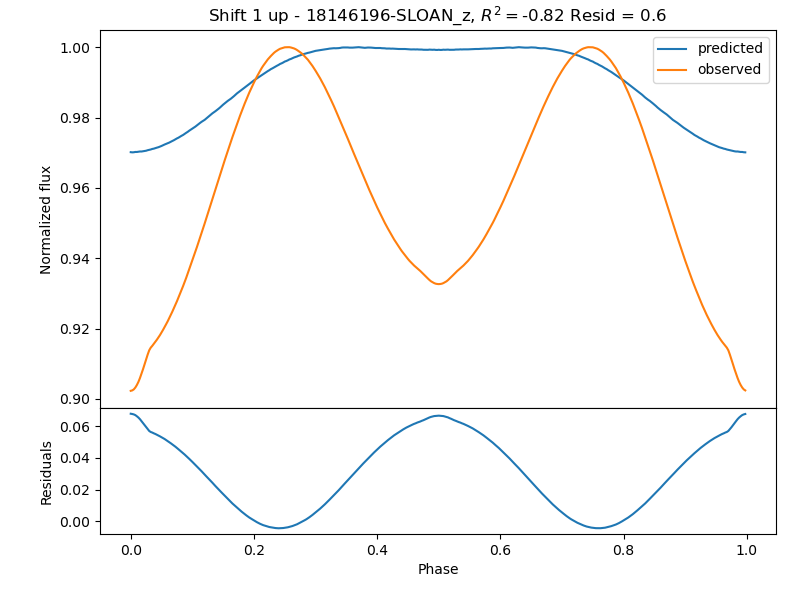 Shift 1 up - 18146196-SLOAN_z, R² = -0.82 Resid = 0.6
predicted
observed
Normalized flux
1.00
0.98
0.96
0.94
0.92
0.90
Residuals
0.06
0.04
0.02
0.00
0.0 0.2 0.4 0.6 0.8 1.0
Phase